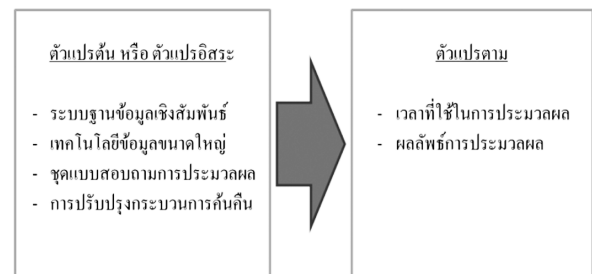 ตัวแปรต้น หรือ ตัวแปรอิสระ
- ระบบฐานข้อมูลเชิงสัมพันธ์
- เทคโนโลยีข้อมูลขนาดใหญ่
- ชุดแบบสอบถามการประมวลผล
- การปรับปรุงกระบวนการค้นคืน
ตัวแปรตาม
- เวลาที่ใช้ในการประมวลผล
- ผลลัพธ์การประมวลผล